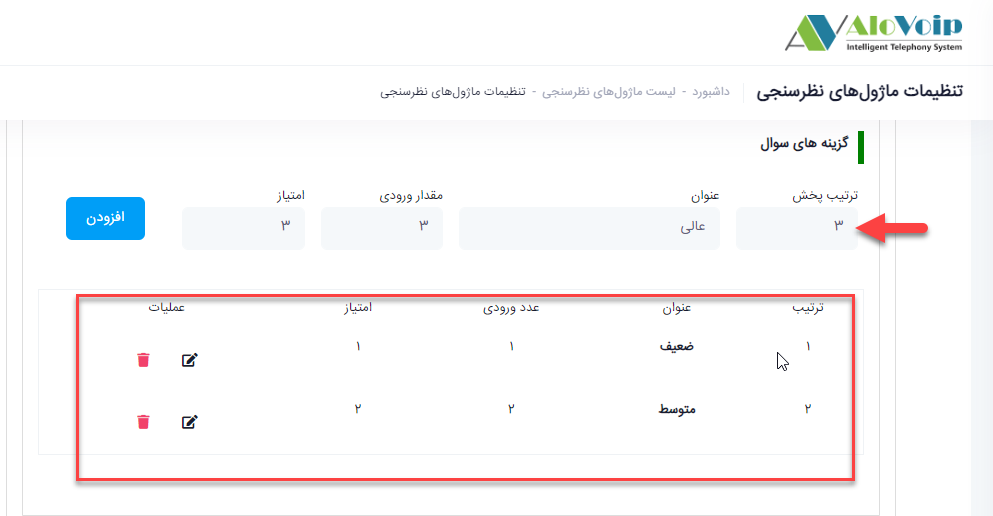 AloVoip
Intelligent Telephony System
تنظیمات ماژول‌های نظرسنجی
داشبورد - لیست ماژول‌های نظرسنجی - تنظیمات ماژول‌های نظرسنجی
گزینه های سوال
ترتیب پخش عنوان مقدار ورودی امتیاز
۳ عالی ۳ ۳ افزودن
ترتیب عنوان عدد ورودی امتیاز عملیات
۱ ضعیف ۱ ۱
۲ متوسط ۲ ۲